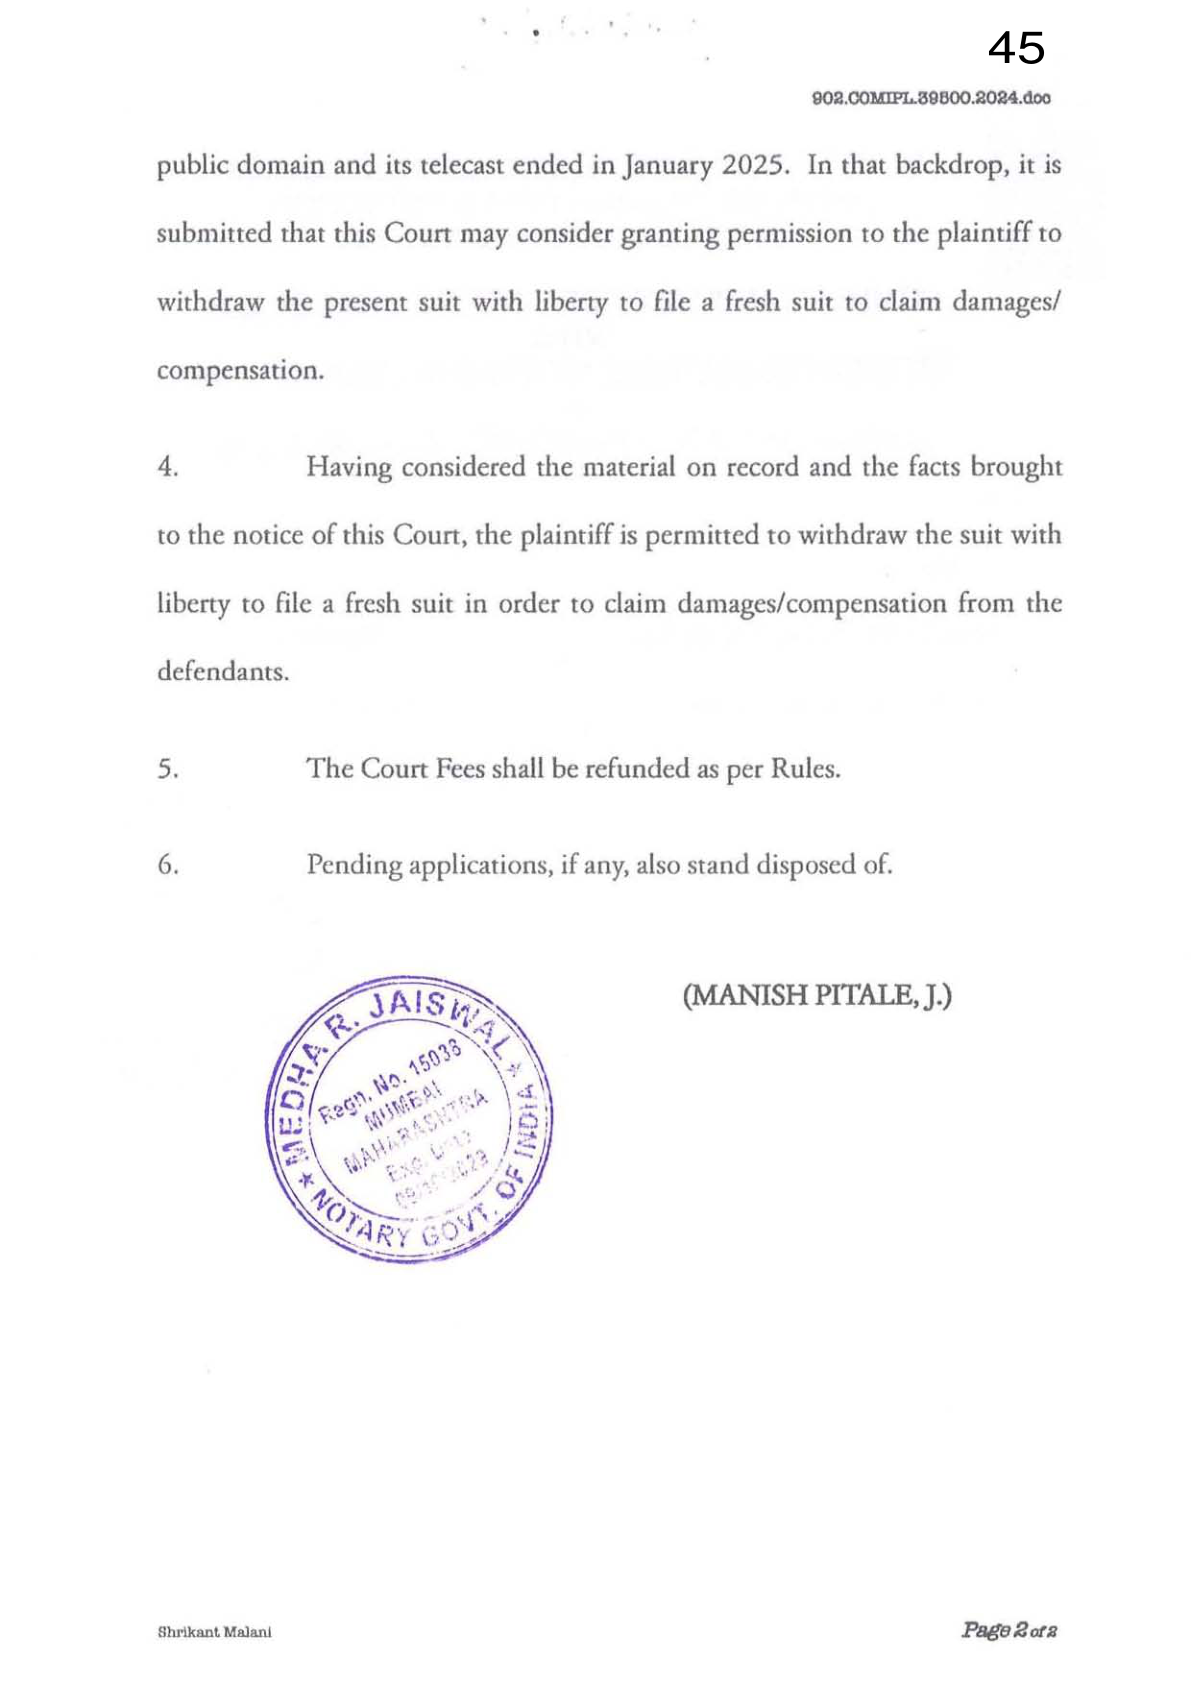 45
902.COMIPL.39500.2024.doc
public domain and its telecast ended in January 2025. In that backdrop, it is
submitted that this Court may consider granting permission to the plaintiff to
withdraw the present suit with liberty to file a fresh suit to claim damages/
compensation.
4. Having considered the material on record and the facts brought
to the notice of this Court, the plaintiff is permitted to withdraw the suit with
liberty to file a fresh suit in order to claim damages/compensation from the
defendants.
5. The Court Fees shall be refunded as per Rules.
6. Pending applications, if any, also stand disposed of.
(MANISH PITALE, J.)
MEDHA R. JAISWAL
Regn. No. 15038
MUMBAI
MAHARASHTRA
Exp.
NOTARY GOVT. OF INDIA
Shrikant Malani
Page 2 of 2